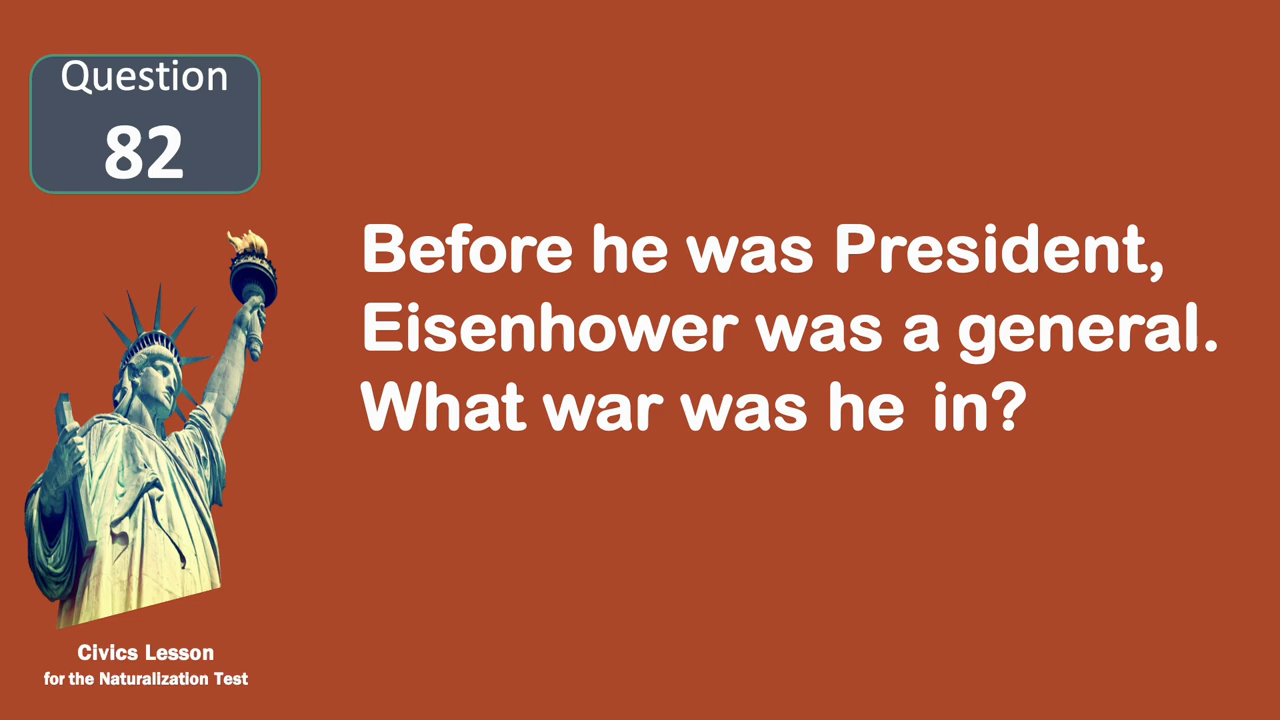 Question
82
Before he was President,
Eisenhower was a general.
What war was he in?
Civics Lesson
for the Naturalization Test